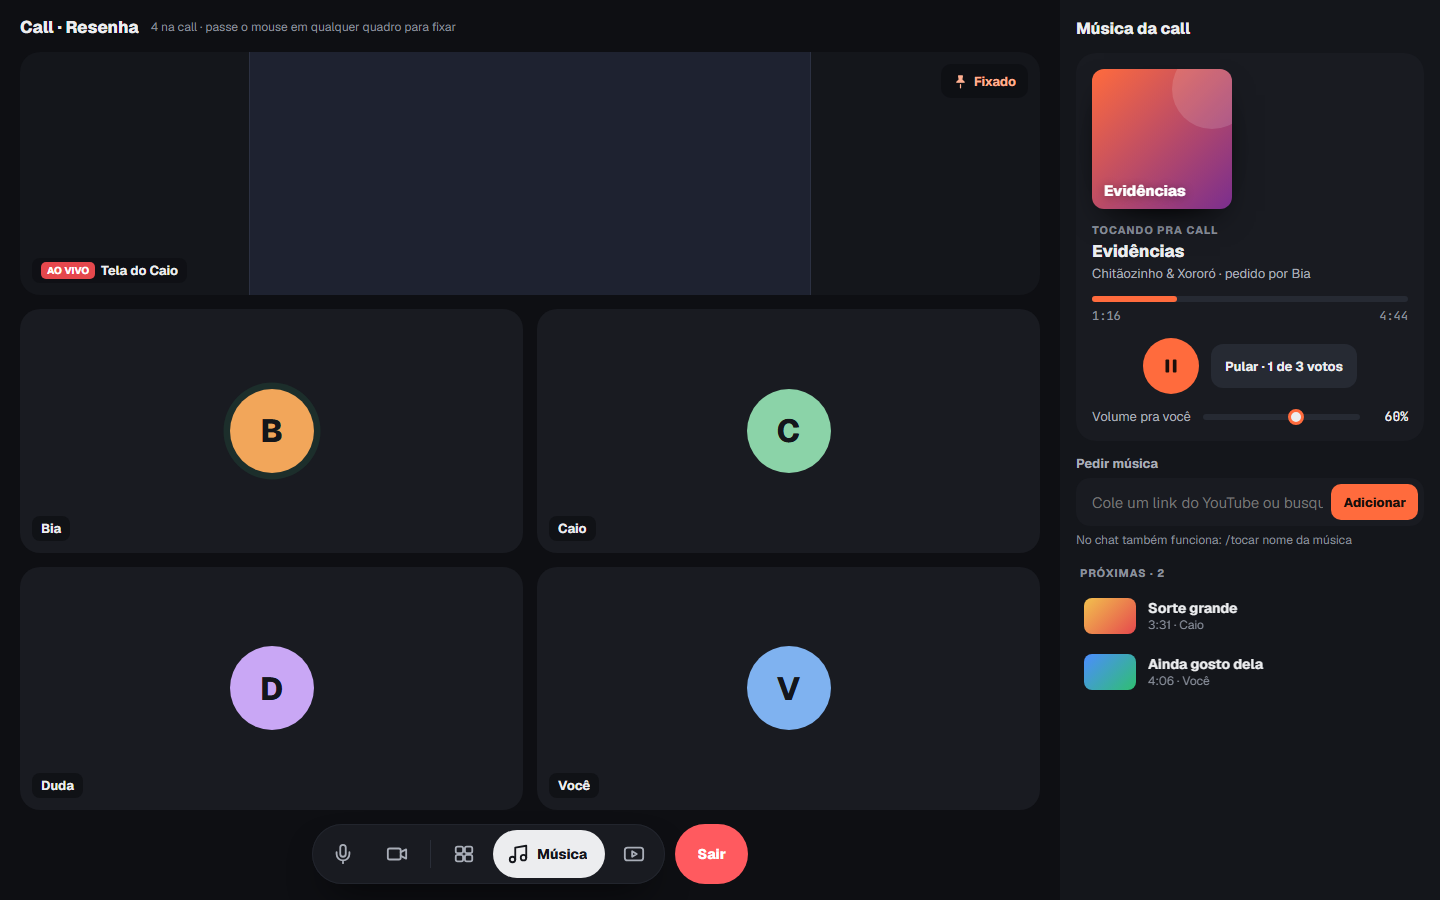 Call · Resenha
4 na call · passe o mouse em qualquer quadro para fixar
Fixado
AO VIVO Tela do Caio
B
Bia
C
Caio
D
Duda
V
Você
Música
Sair
Música da call
Evidências
TOCANDO PRA CALL
Evidências
Chitãozinho & Xororó · pedido por Bia
1:16 4:44
Pular · 1 de 3 votos
Volume pra você 60%
Pedir música
Cole um link do YouTube ou busqu
Adicionar
No chat também funciona: /tocar nome da música
PRÓXIMAS · 2
Sorte grande
3:31 · Caio
Ainda gosto dela
4:06 · Você